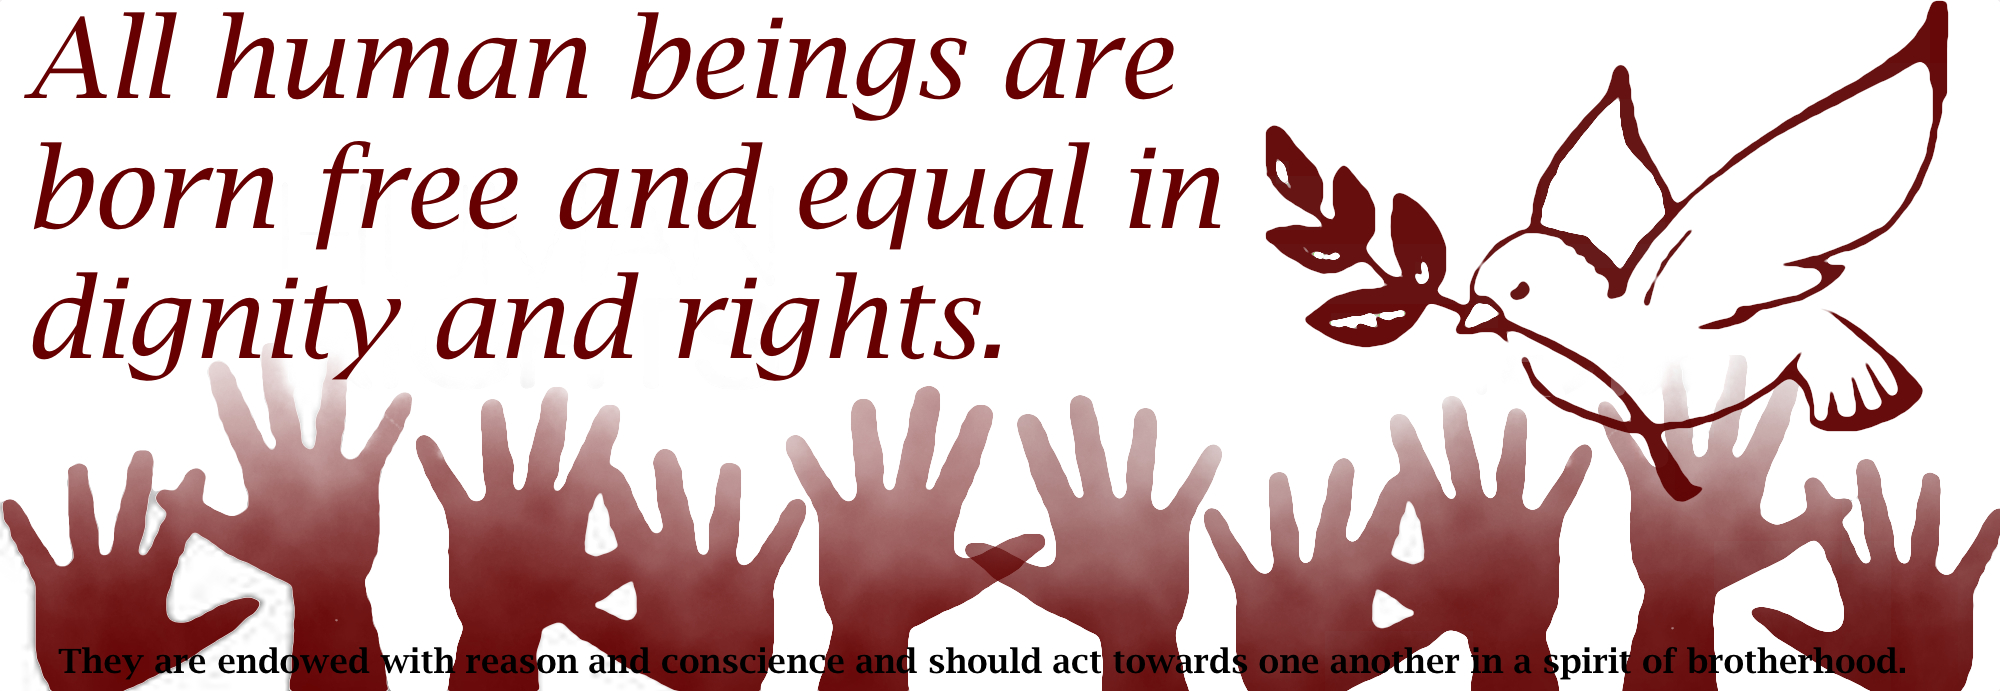 All human beings are
born free and equal in
dignity and rights.
They are endowed with reason and conscience and should act towards one another in a spirit of brotherhood.